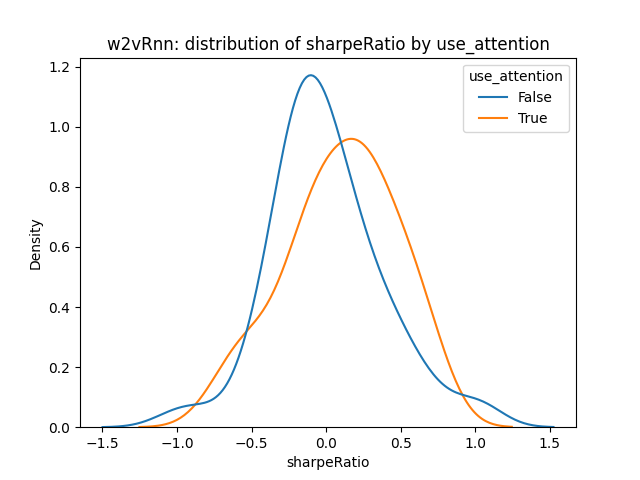 w2vRnn: distribution of sharpeRatio by use_attention
use_attention
False
True
Density
1.2
1.0
0.8
0.6
0.4
0.2
0.0
−1.5 −1.0 −0.5 0.0 0.5 1.0 1.5
sharpeRatio